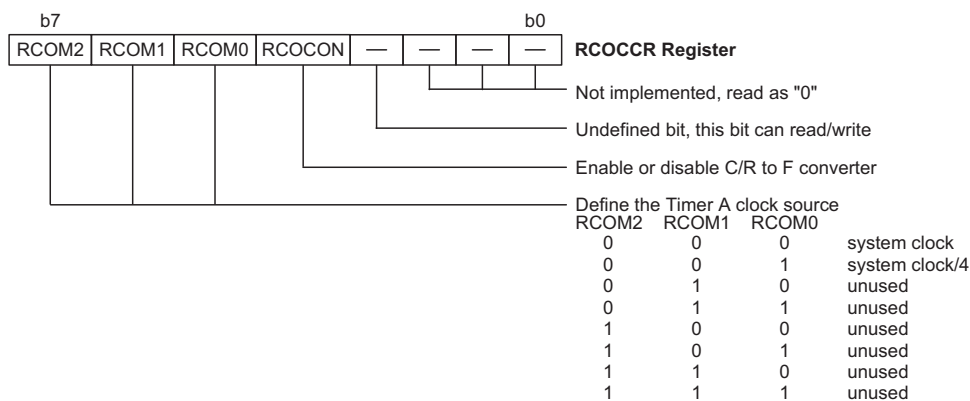 b7 b0
RCOM2 RCOM1 RCOM0 RCOCON — — — — RCOCCR Register
Not implemented, read as "0"
Undefined bit, this bit can read/write
Enable or disable C/R to F converter
Define the Timer A clock source
RCOM2 RCOM1 RCOM0
0 0 0 system clock
0 0 1 system clock/4
0 1 0 unused
0 1 1 unused
1 0 0 unused
1 0 1 unused
1 1 0 unused
1 1 1 unused